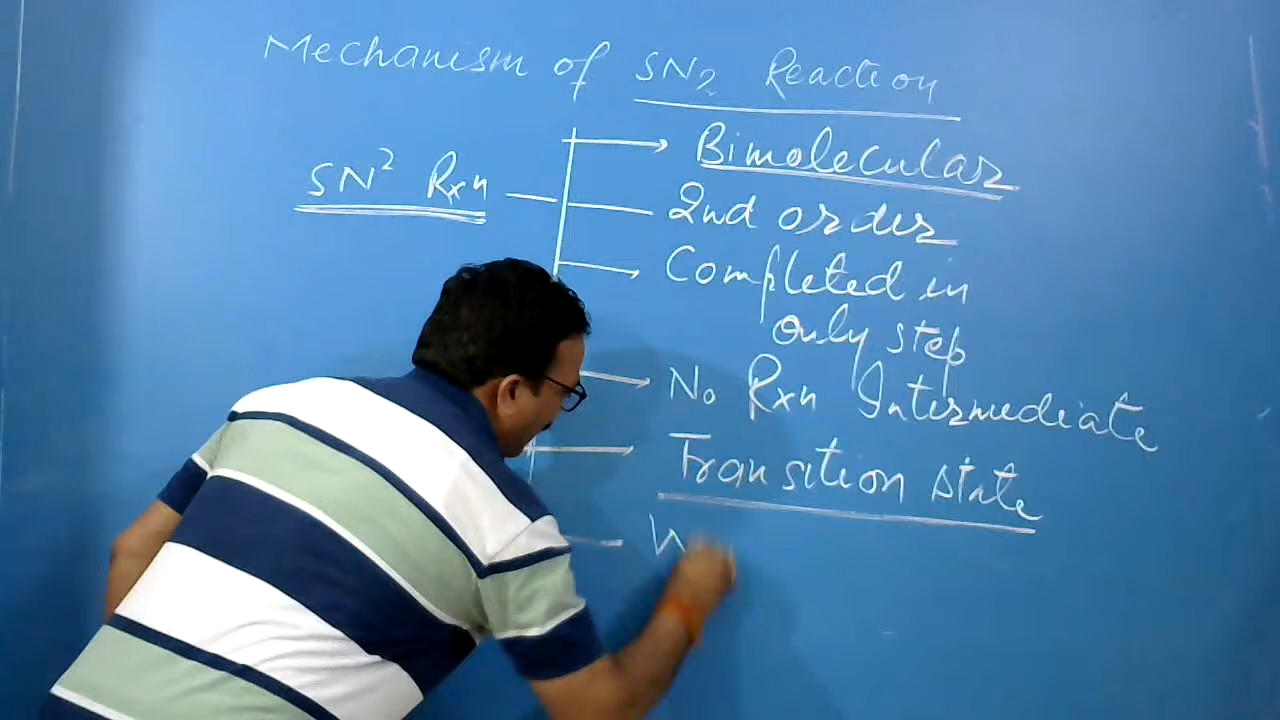 Mechanism of SN2 Reaction
SN² Rxn
Bimolecular
2nd order
Completed in
only step
No Rxn Intermediate
Transition state